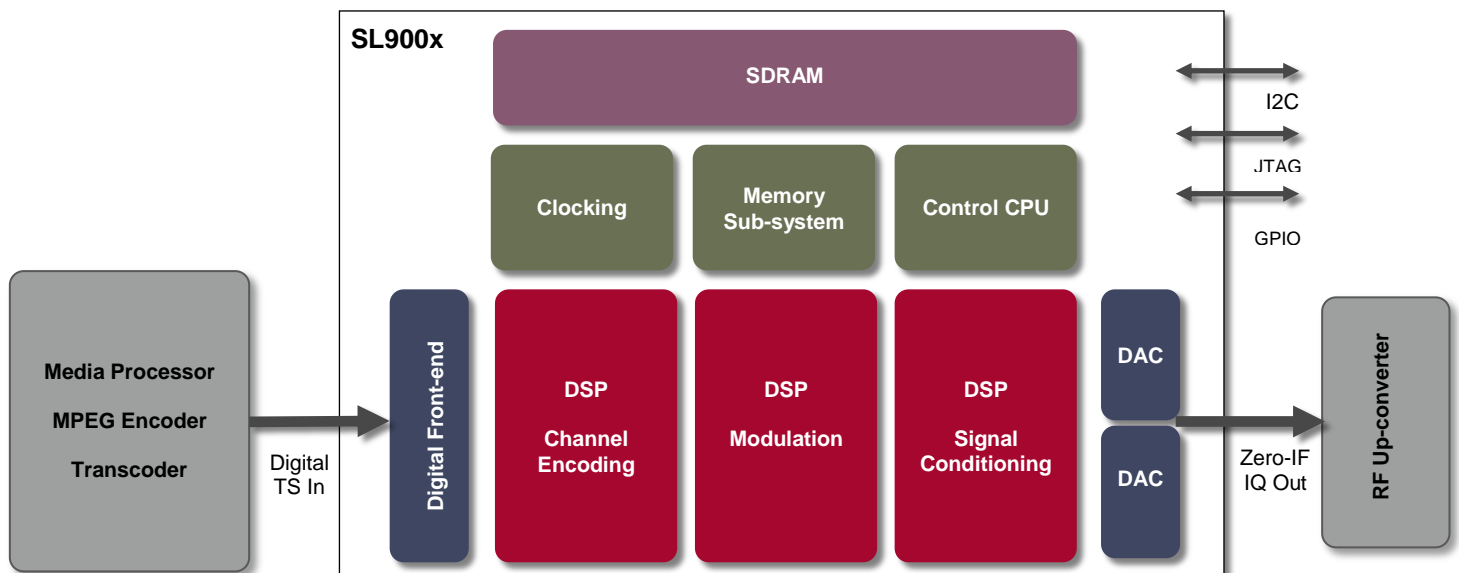 SL900x
SDRAM
I2C
JTAG
GPIO
Clocking
Memory
Sub-system
Control CPU
Media Processor
MPEG Encoder
Transcoder
Digital
TS In
Digital Front-end
DSP
Channel
Encoding
DSP
Modulation
DSP
Signal
Conditioning
DAC
DAC
Zero-IF
IQ Out
RF Up-converter